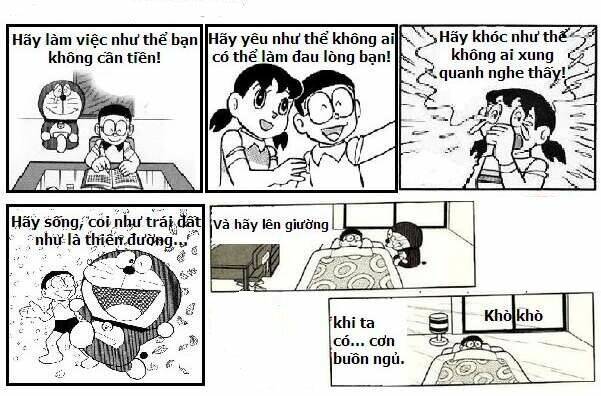 Hãy làm việc như thể bạn
không cần tiền!
Hãy yêu như thể không ai
có thể làm đau lòng bạn!
Hãy khóc như thể
không ai xung
quanh nghe thấy!
Hãy sống, coi như trái đất
như là thiên đường...
Và hãy lên giường
khi ta
có... cơn
buồn ngủ.
Khò khò